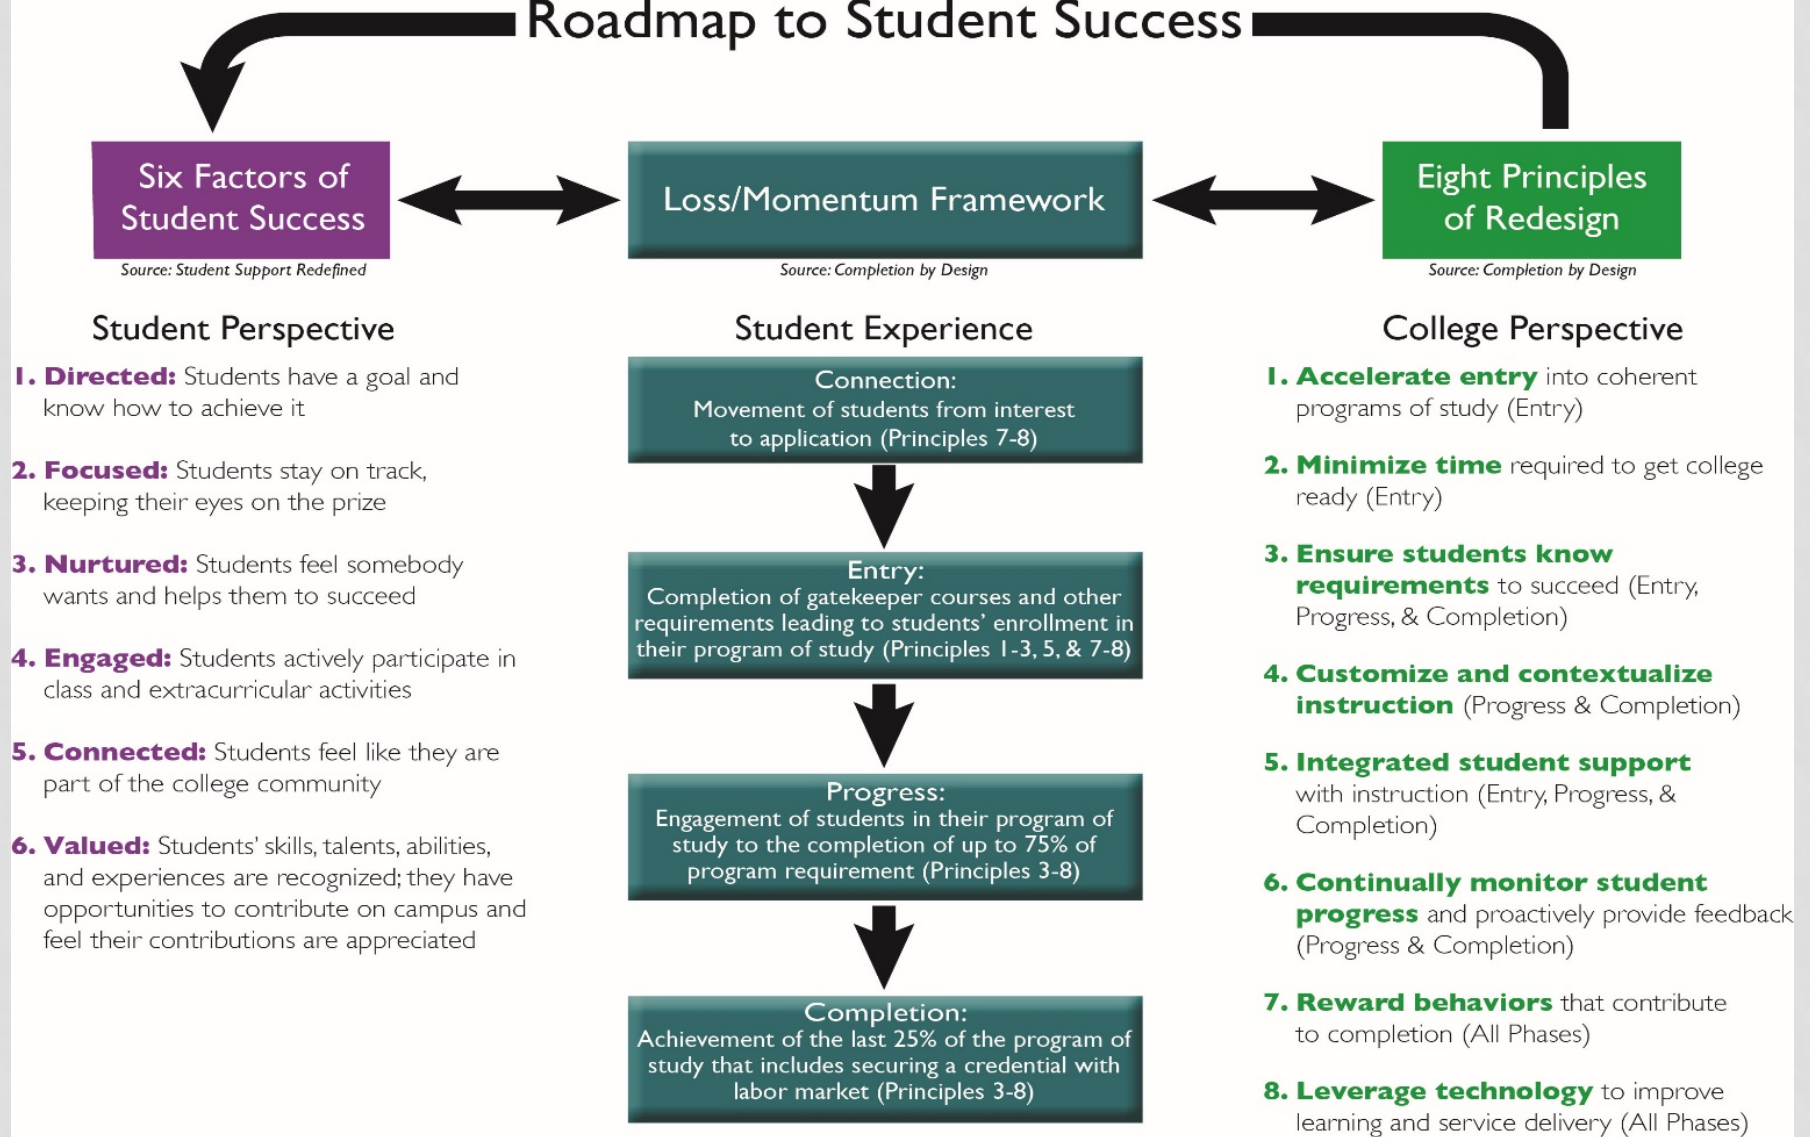 Roadmap to Student Success
Six Factors of
Student Success
Source: Student Support Redefined
Loss/Momentum Framework
Source: Completion by Design
Eight Principles
of Redesign
Source: Completion by Design
Student Perspective
1. Directed: Students have a goal and
know how to achieve it
2. Focused: Students stay on track,
keeping their eyes on the prize
3. Nurtured: Students feel somebody
wants and helps them to succeed
4. Engaged: Students actively participate in
class and extracurricular activities
5. Connected: Students feel like they are
part of the college community
6. Valued: Students' skills, talents, abilities,
and experiences are recognized; they have
opportunities to contribute on campus and
feel their contributions are appreciated
Student Experience
Connection:
Movement of students from interest
to application (Principles 7-8)
Entry:
Completion of gatekeeper courses and other
requirements leading to students' enrollment in
their program of study (Principles 1-3, 5, & 7-8)
Progress:
Engagement of students in their program of
study to the completion of up to 75% of
program requirement (Principles 3-8)
Completion:
Achievement of the last 25% of the program of
study that includes securing a credential with
labor market (Principles 3-8)
College Perspective
1. Accelerate entry into coherent
programs of study (Entry)
2. Minimize time required to get college
ready (Entry)
3. Ensure students know
requirements to succeed (Entry,
Progress, & Completion)
4. Customize and contextualize
instruction (Progress & Completion)
5. Integrated student support
with instruction (Entry, Progress, &
Completion)
6. Continually monitor student
progress and proactively provide feedback
(Progress & Completion)
7. Reward behaviors that contribute
to completion (All Phases)
8. Leverage technology to improve
learning and service delivery (All Phases)